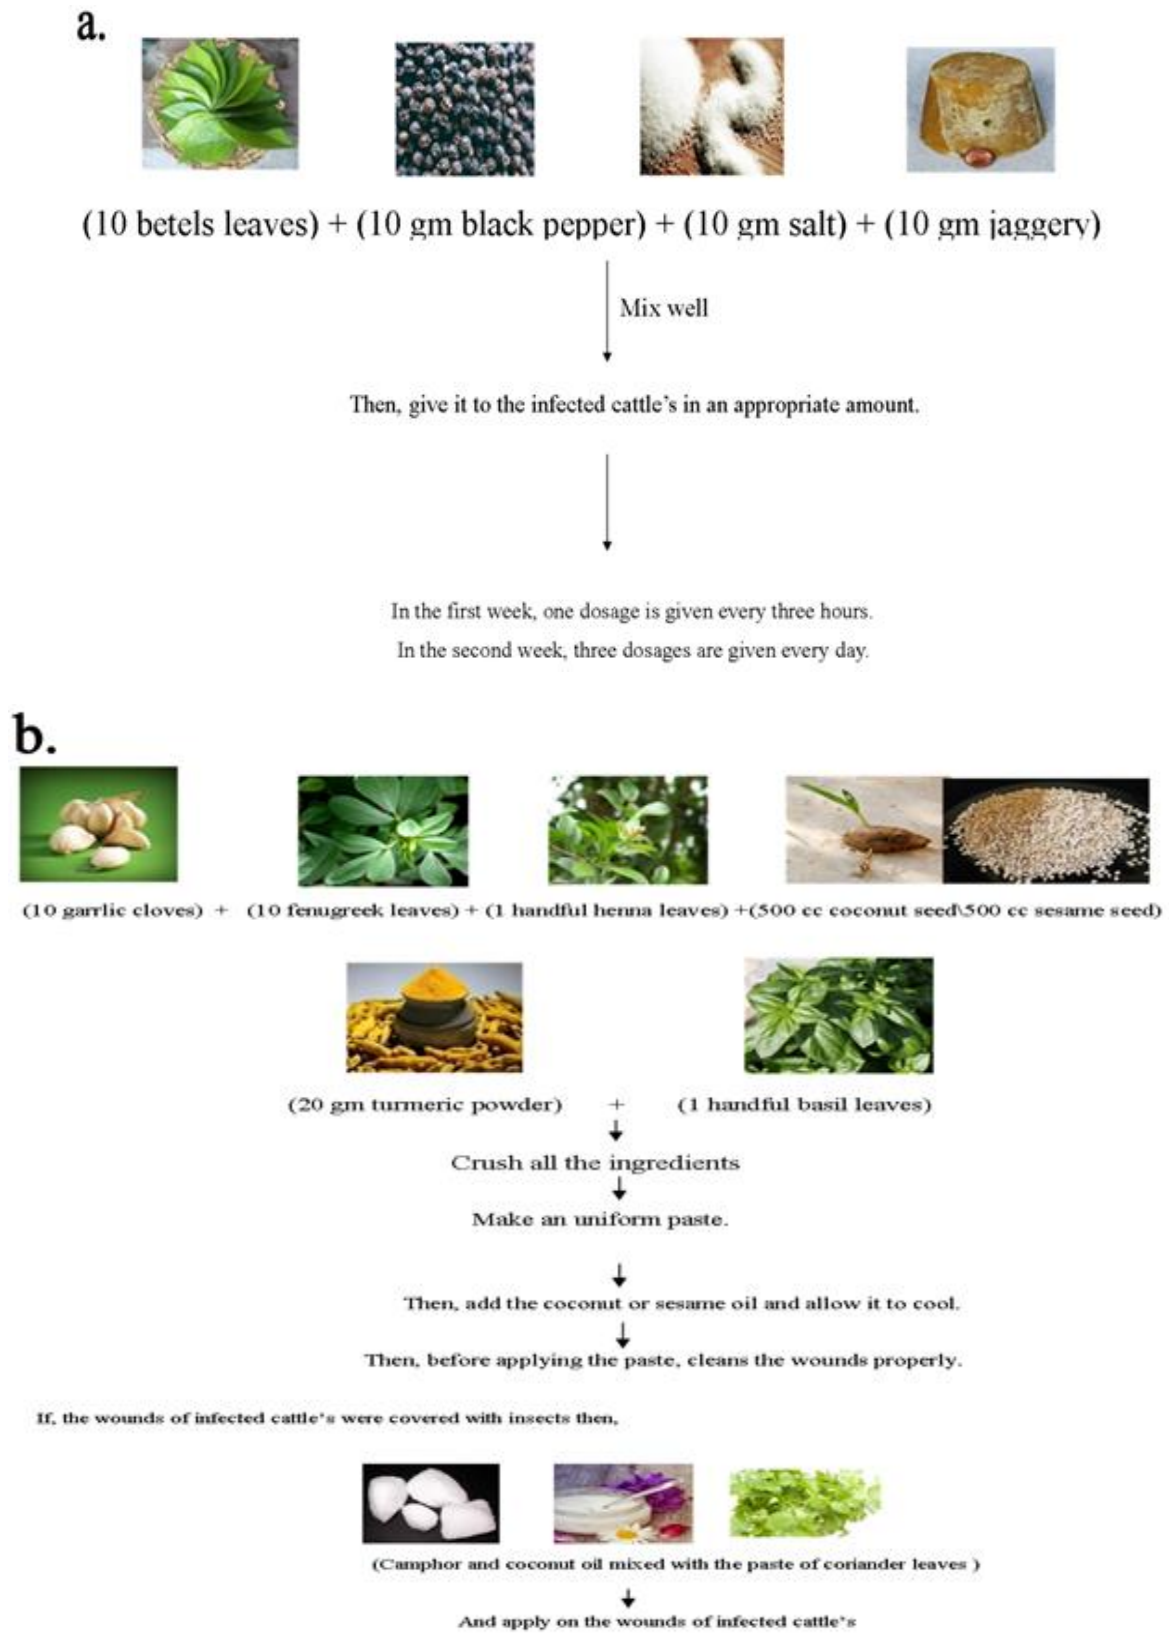 a.
(10 betels leaves) + (10 gm black pepper) + (10 gm salt) + (10 gm jaggery)
Mix well
Then, give it to the infected cattle's in an appropriate amount.
In the first week, one dosage is given every three hours.
In the second week, three dosages are given every day.
b.
(10 garrlic cloves) + (10 fenugreek leaves) + (1 handful henna leaves) +(500 cc coconut seed\500 cc sesame seed)
(20 gm turmeric powder) + (1 handful basil leaves)
Crush all the ingredients
Make an uniform paste.
Then, add the coconut or sesame oil and allow it to cool.
Then, before applying the paste, cleans the wounds properly.
If, the wounds of infected cattle's were covered with insects then,
(Camphor and coconut oil mixed with the paste of coriander leaves )
And apply on the wounds of infected cattle's